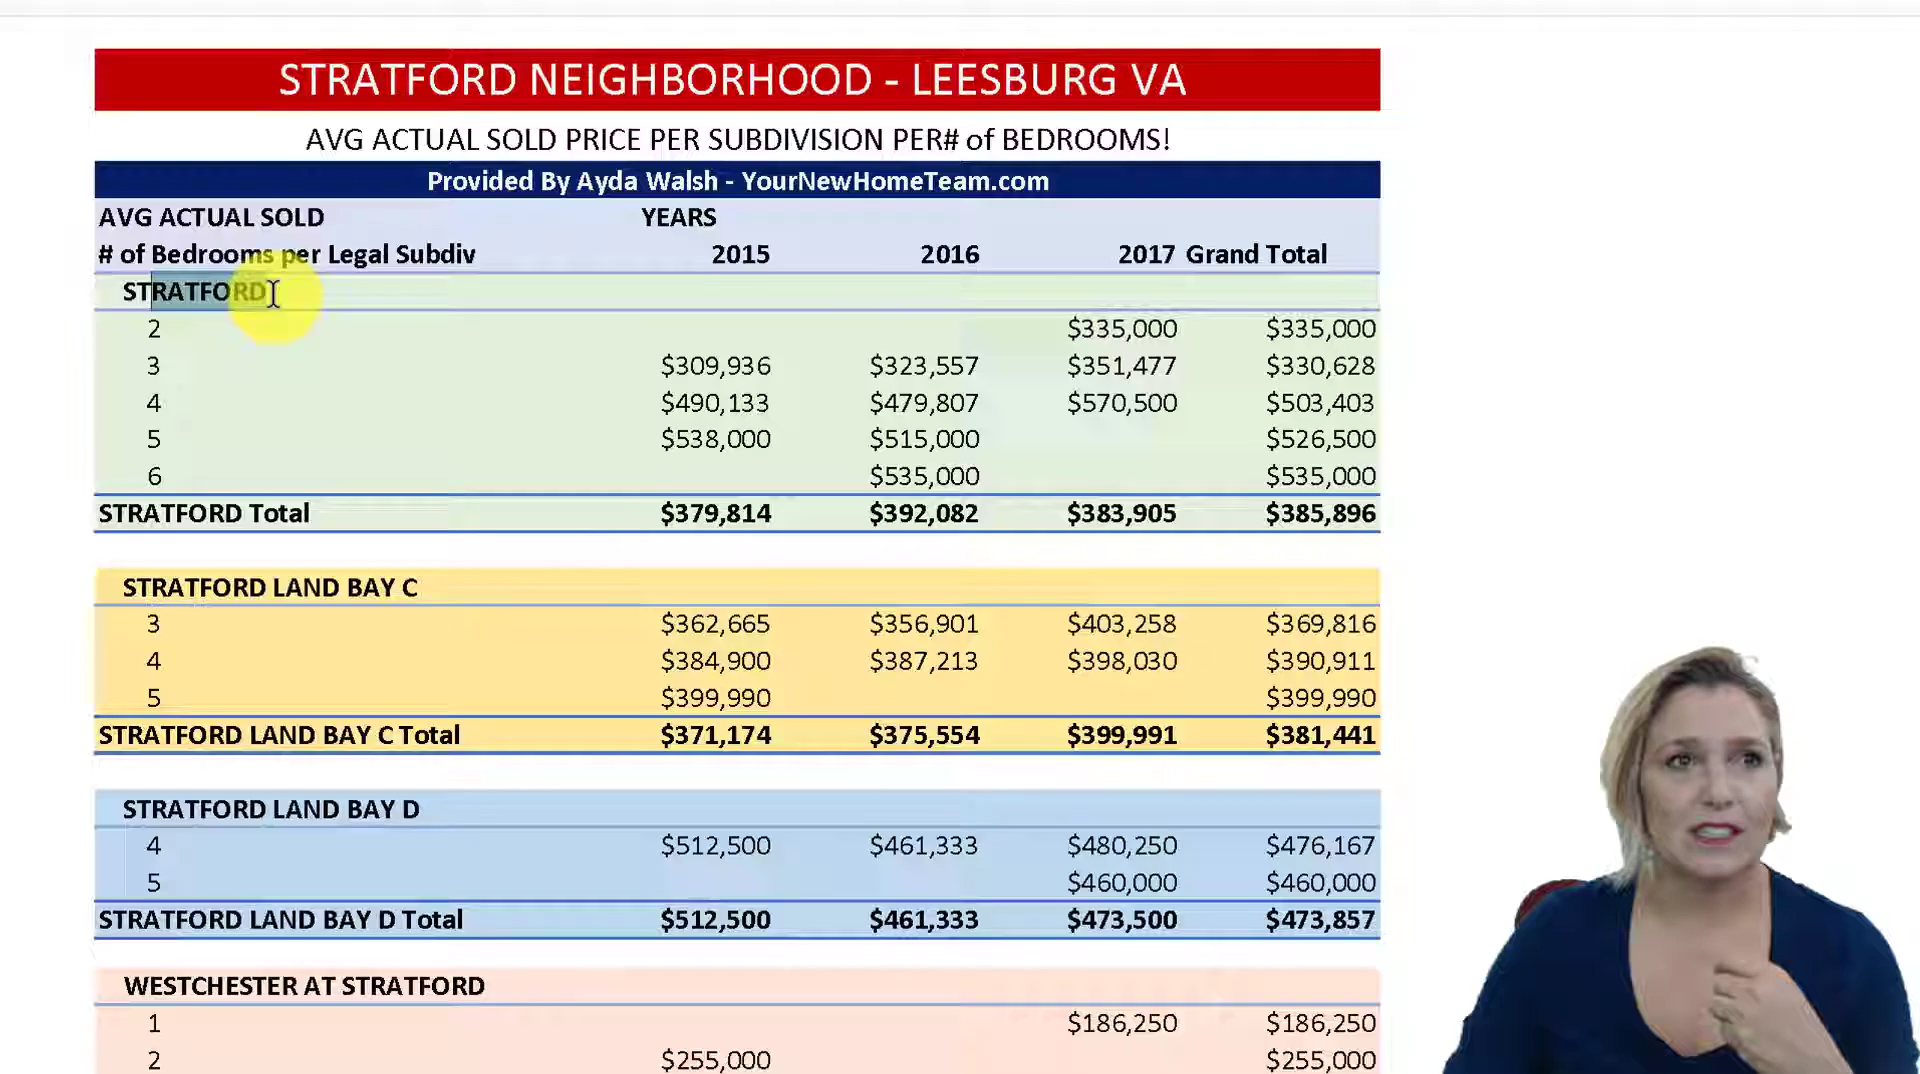 STRATFORD NEIGHBORHOOD - LEESBURG VA
AVG ACTUAL SOLD PRICE PER SUBDIVISION PER# of BEDROOMS!
Provided By Ayda Walsh - YourNewHomeTeam.com
AVG ACTUAL SOLD YEARS
# of Bedrooms per Legal Subdiv 2015 2016 2017 Grand Total
STRATFORD
2 $335,000 $335,000
3 $309,936 $323,557 $351,477 $330,628
4 $490,133 $479,807 $570,500 $503,403
5 $538,000 $515,000 $526,500
6 $535,000 $535,000
STRATFORD Total $379,814 $392,082 $383,905 $385,896
STRATFORD LAND BAY C
3 $362,665 $356,901 $403,258 $369,816
4 $384,900 $387,213 $398,030 $390,911
5 $399,990 $399,990
STRATFORD LAND BAY C Total $371,174 $375,554 $399,991 $381,441
STRATFORD LAND BAY D
4 $512,500 $461,333 $480,250 $476,167
5 $460,000 $460,000
STRATFORD LAND BAY D Total $512,500 $461,333 $473,500 $473,857
WESTCHESTER AT STRATFORD
1 $186,250 $186,250
2 $255,000 $255,000